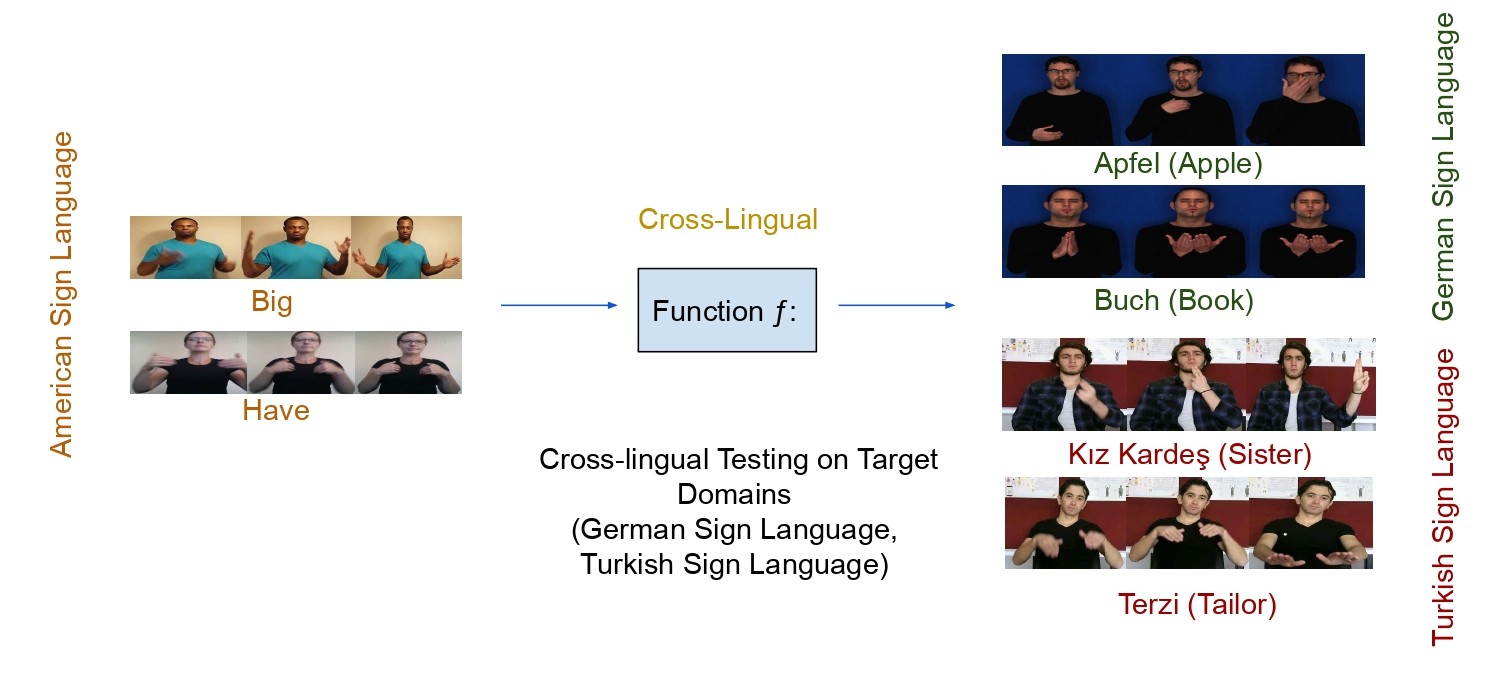 American Sign Language
Big
Have
Cross-Lingual
Function ƒ:
Cross-lingual Testing on Target
Domains
(German Sign Language,
Turkish Sign Language)
Apfel (Apple)
Buch (Book)
Kız Kardeş (Sister)
Terzi (Tailor)
German Sign Language
Turkish Sign Language